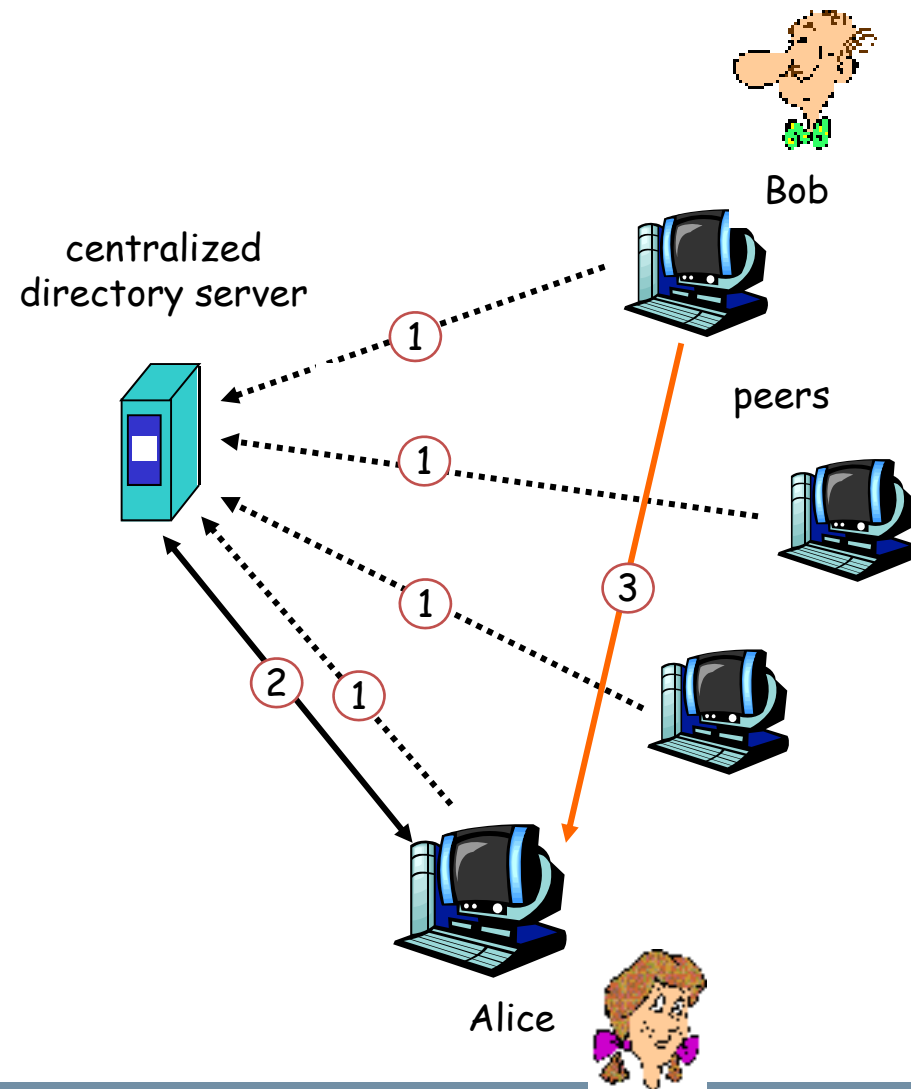 Bob
centralized
directory server
1
peers
1
3
1
2
1
Alice